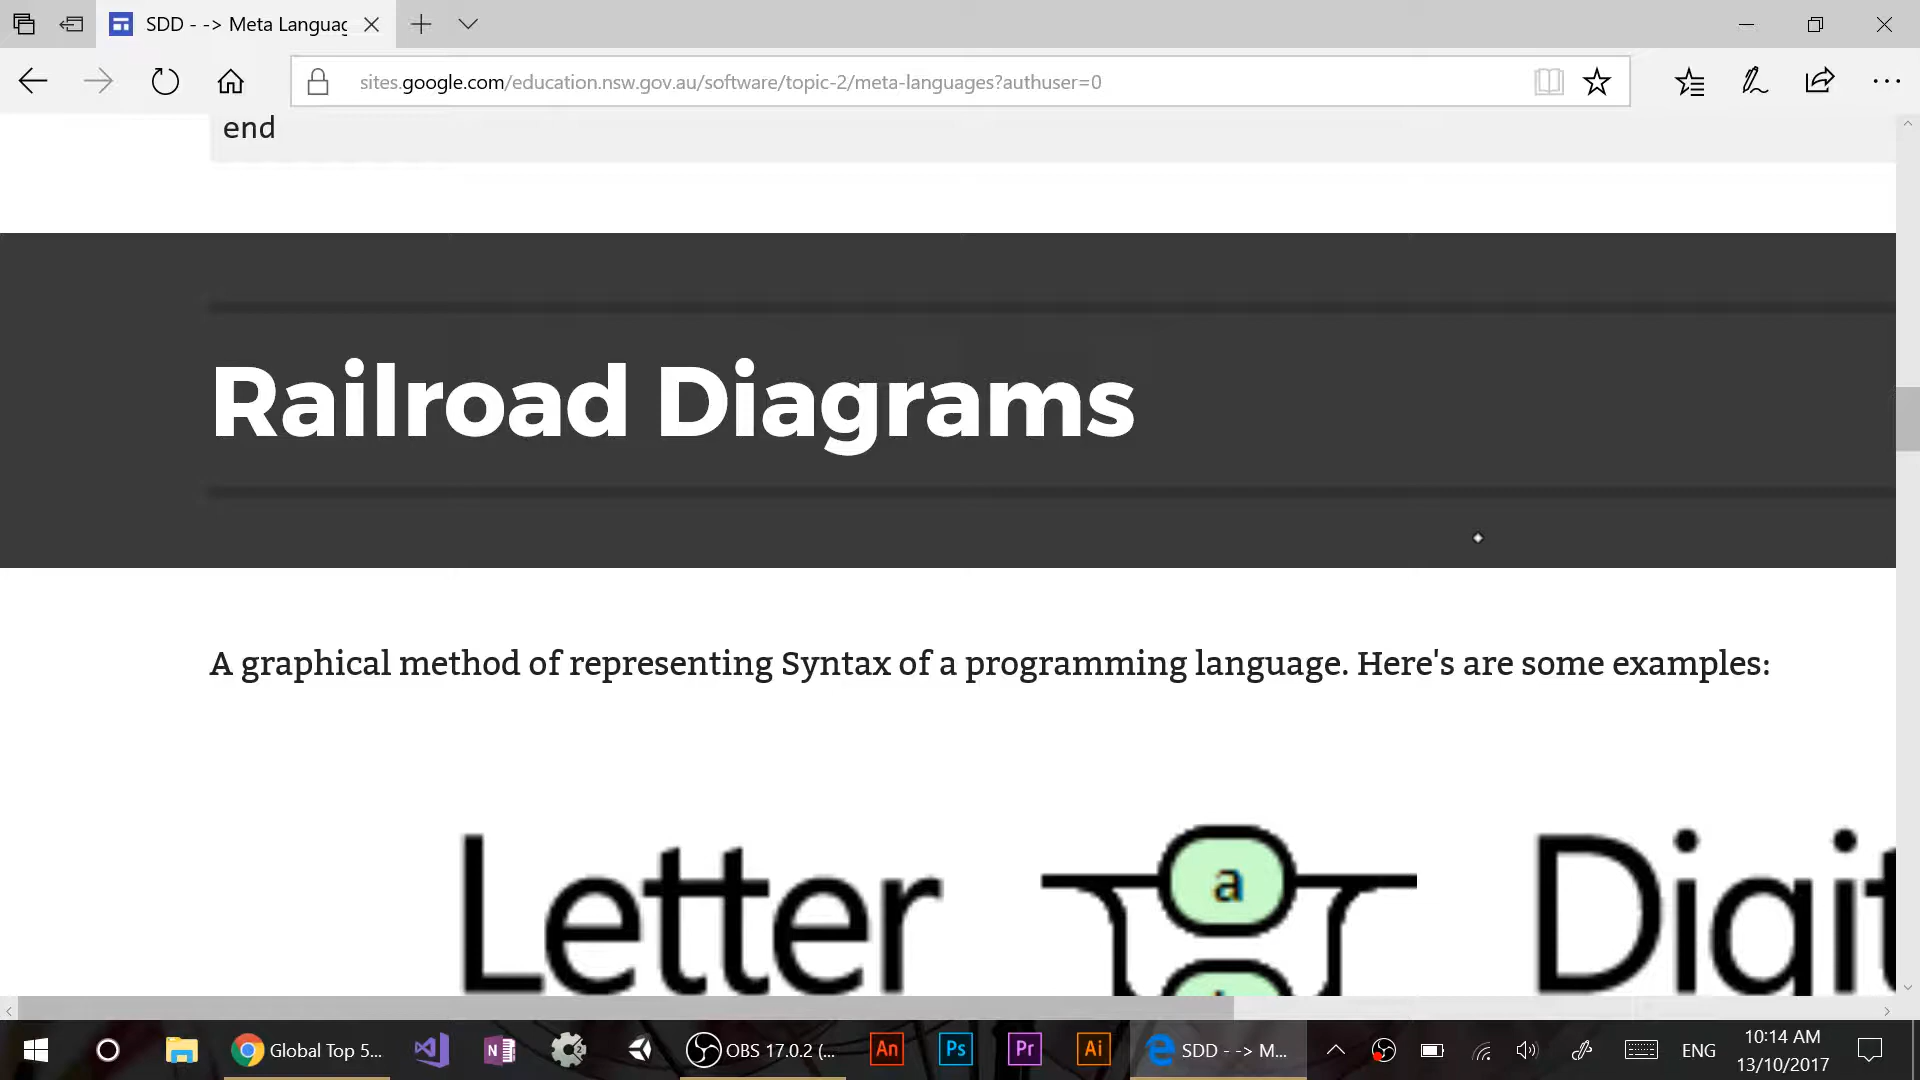 SDD - -> Meta Languag
sites.google.com/education.nsw.gov.au/software/topic-2/meta-languages?authuser=0
end
Railroad Diagrams
A graphical method of representing Syntax of a programming language. Here's are some examples:
Letter
a
Digit
Global Top 5...
OBS 17.0.2 (...
An
Ps
Pr
Ai
SDD - -> M...
ENG
10:14 AM
13/10/2017